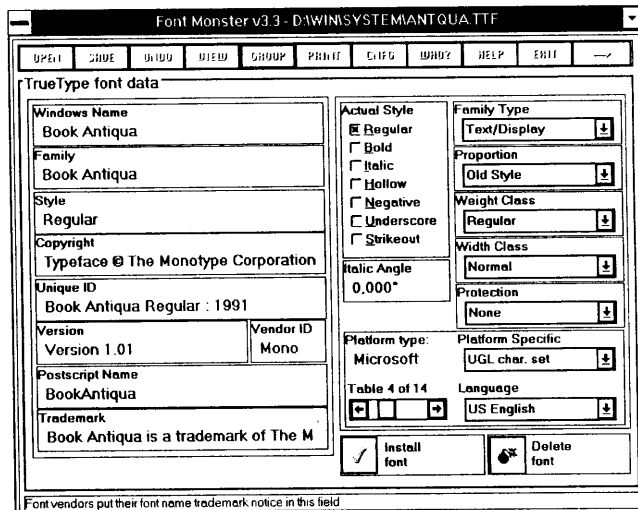 Font Monster v3.3 - D:\WIN\SYSTEM\ANTQUA.TTF
OPEN SAVE UNDO VIEW GROUP PRINT CNFG WHO? HELP EXIT
TrueType font data
Windows Name
Book Antiqua
Family
Book Antiqua
Style
Regular
Copyright
Typeface © The Monotype Corporation
Unique ID
Book Antiqua Regular : 1991
Version
Version 1.01
Vendor ID
Mono
Postscript Name
BookAntiqua
Trademark
Book Antiqua is a trademark of The M
Actual Style
Regular
Bold
Italic
Hollow
Negative
Underscore
Strikeout
Italic Angle
0.000°
Family Type
Text/Display
Proportion
Old Style
Weight Class
Regular
Width Class
Normal
Protection
None
Platform type:
Microsoft
Platform Specific
UGL char. set
Table 4 of 14
Language
US English
Install font
Delete font
Font vendors put their font name trademark notice in this field